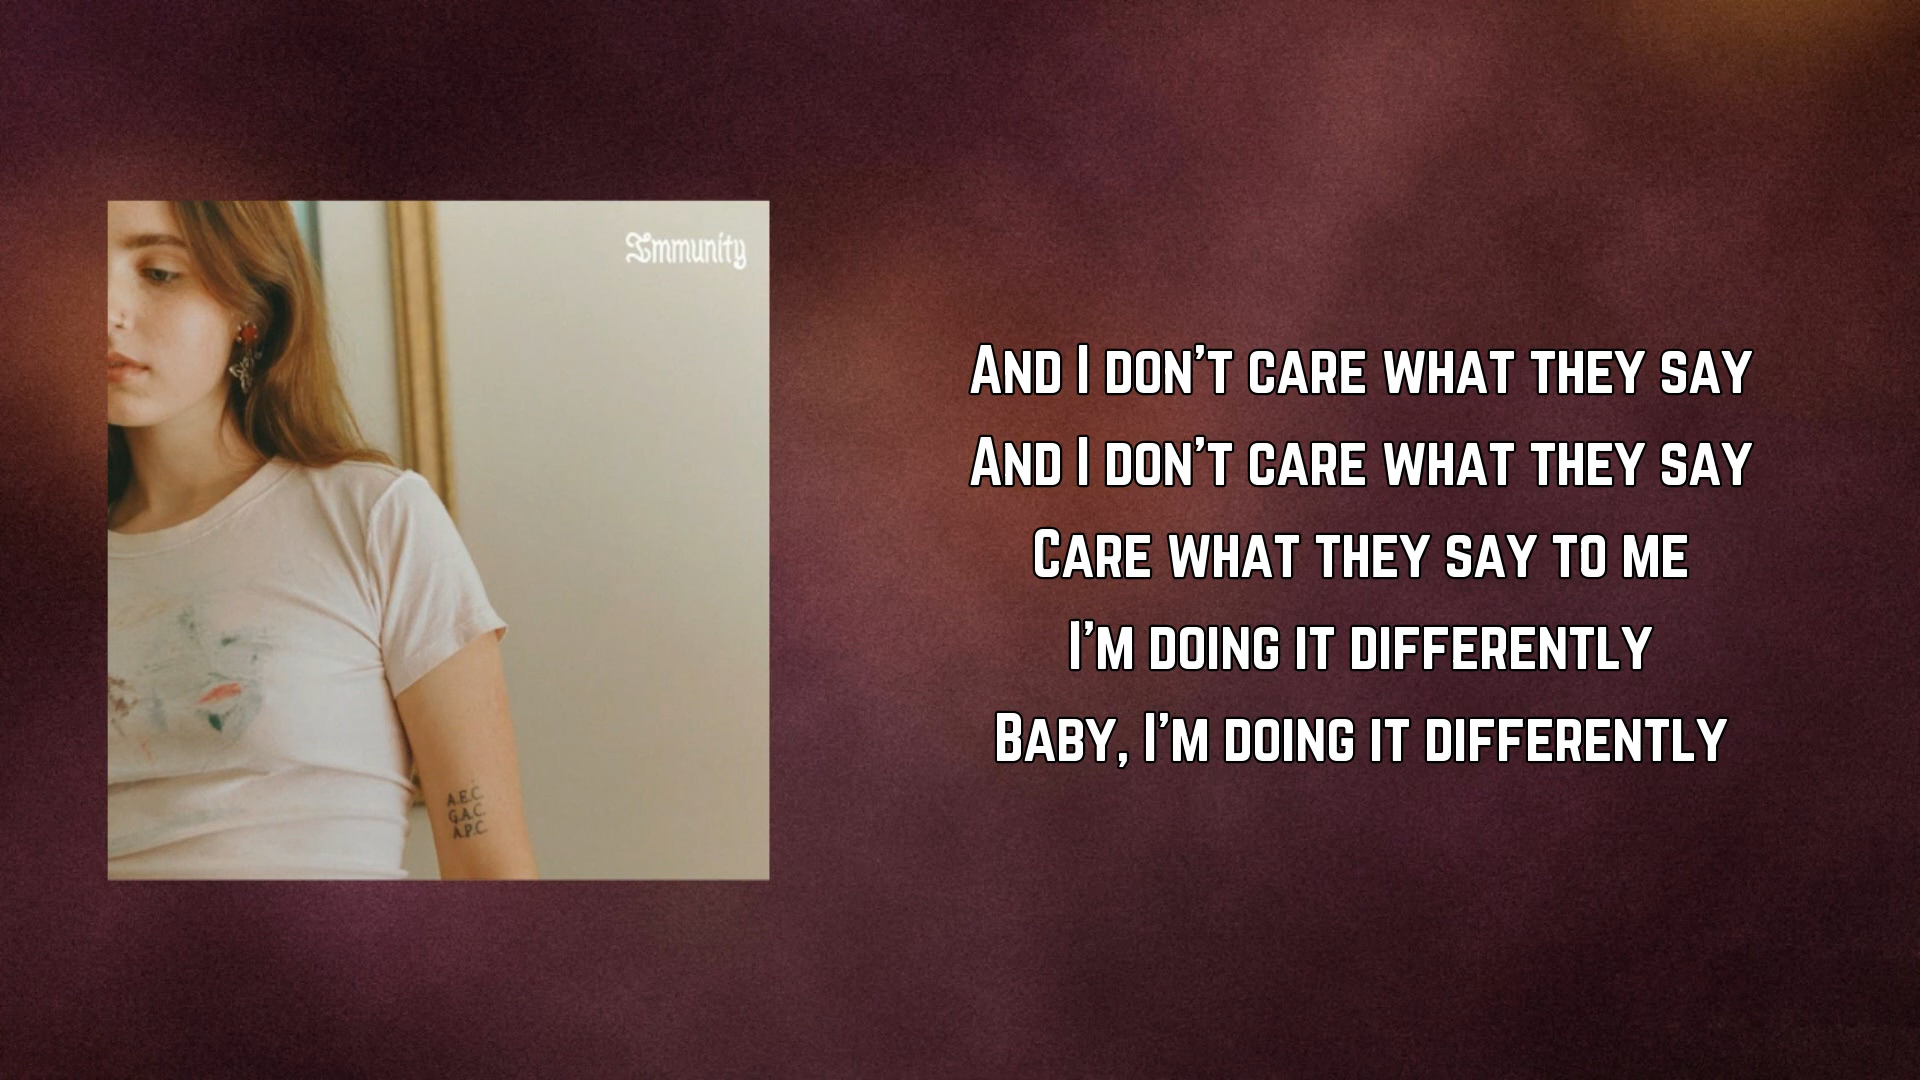 Immunity
A.E.C.
G.A.C.
A.P.C.
And I don't care what they say
And I don't care what they say
Care what they say to me
I'm doing it differently
Baby, I'm doing it differently